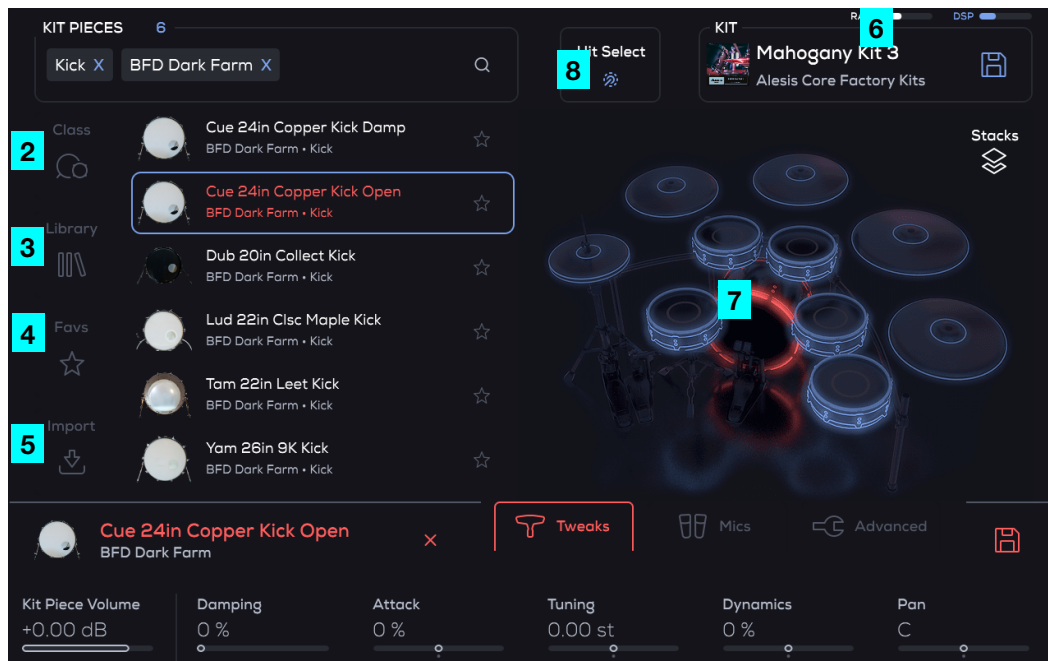 KIT PIECES 6
Kick X BFD Dark Farm X
8
Hit Select
DSP
6
KIT
Mahogany Kit 3
Alesis Core Factory Kits
2
Class
3
Library
4
Favs
5
Import
Cue 24in Copper Kick Damp
BFD Dark Farm • Kick
Cue 24in Copper Kick Open
BFD Dark Farm • Kick
Dub 20in Collect Kick
BFD Dark Farm • Kick
Lud 22in Clsc Maple Kick
BFD Dark Farm • Kick
Tam 22in Leet Kick
BFD Dark Farm • Kick
Yam 26in 9K Kick
BFD Dark Farm • Kick
Stacks
7
Cue 24in Copper Kick Open
BFD Dark Farm
Tweaks
Mics
Advanced
Kit Piece Volume
+0.00 dB
Damping
0 %
Attack
0 %
Tuning
0.00 st
Dynamics
0 %
Pan
C